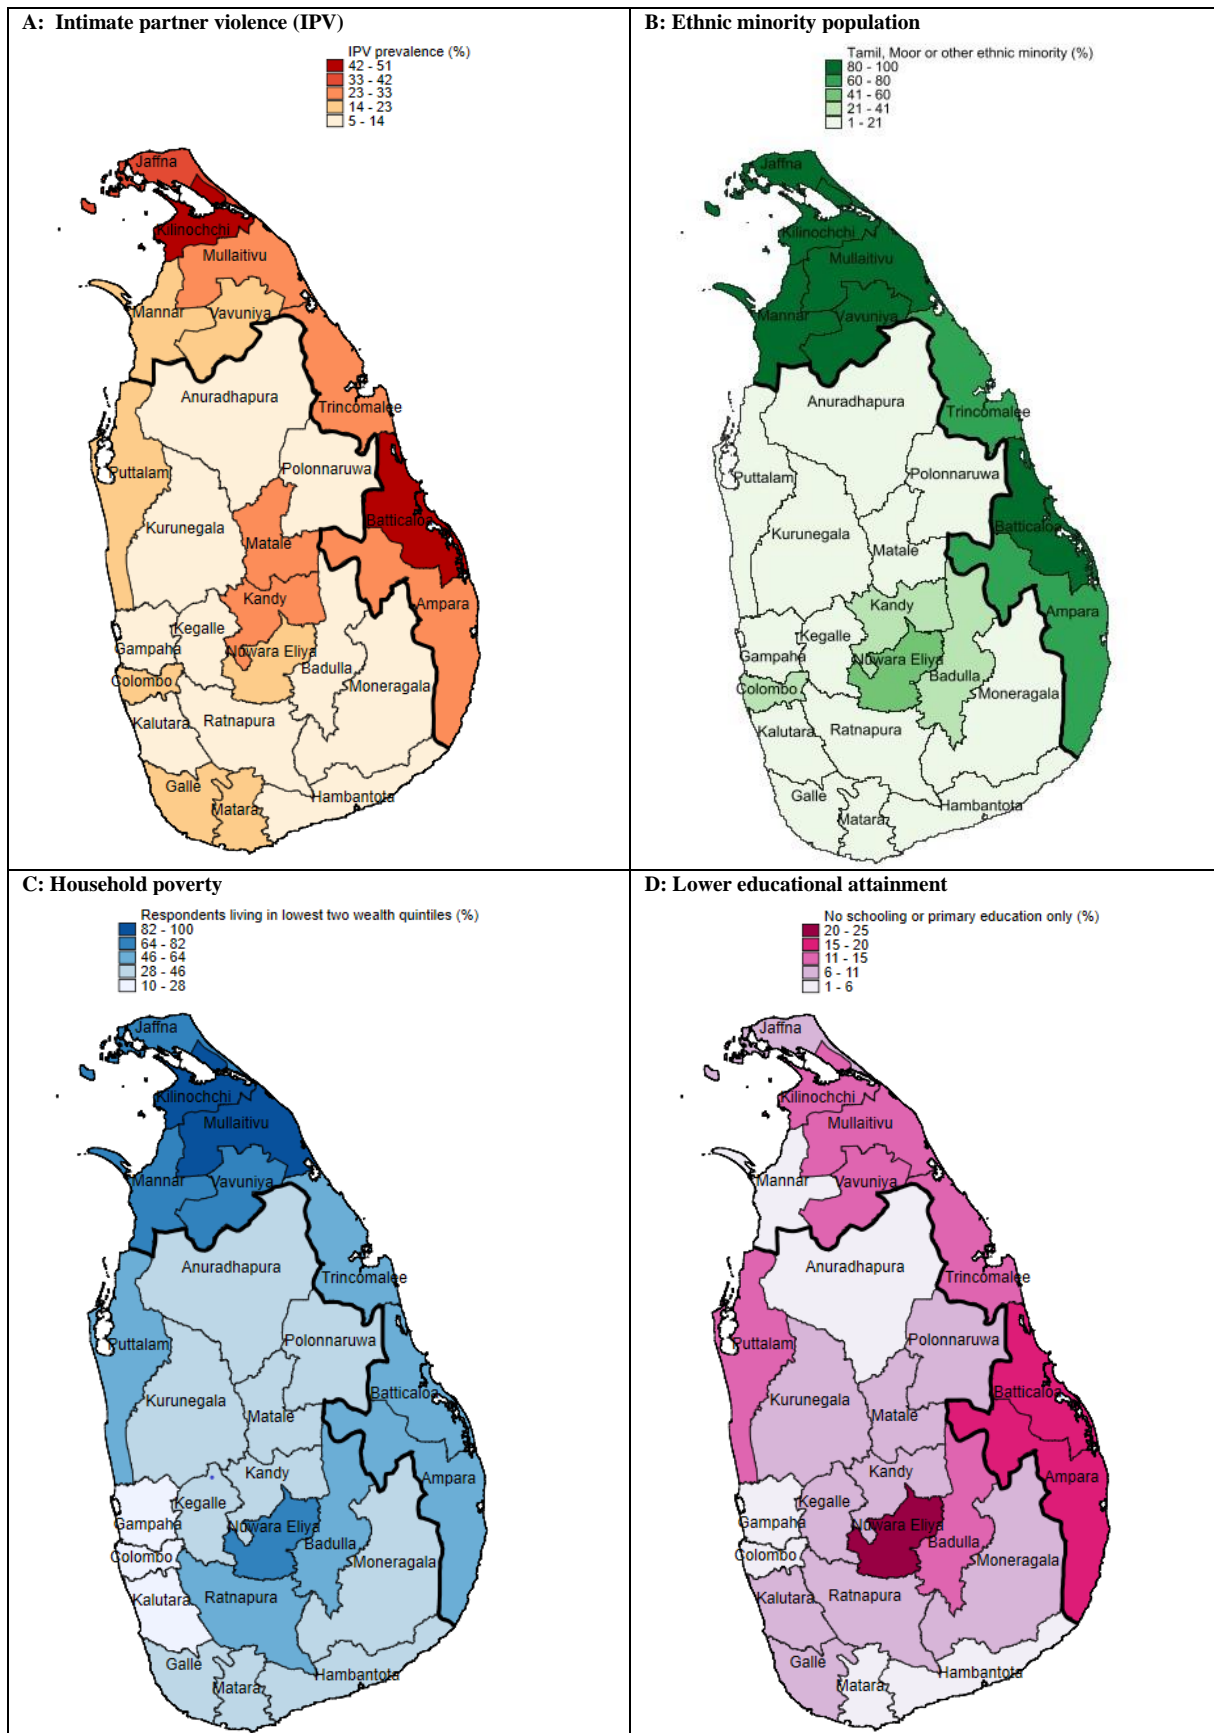 A: Intimate partner violence (IPV)
IPV prevalence (%)
42 - 51
33 - 42
23 - 33
14 - 23
5 - 14
Jaffna
Kilinochchi
Mullaitivu
Mannar
Vavuniya
Anuradhapura
Trincomalee
Puttalam
Polonnaruwa
Kurunegala
Batticaloa
Matale
Kandy
Ampara
Kegalle
Gampaha
Nuwara Eliya
Badulla
Colombo
Moneragala
Kalutara
Ratnapura
Galle
Matara
Hambantota
B: Ethnic minority population
Tamil, Moor or other ethnic minority (%)
80 - 100
60 - 80
41 - 60
21 - 41
1 - 21
Jaffna
Kilinochchi
Mullaitivu
Mannar
Vavuniya
Anuradhapura
Trincomalee
Puttalam
Polonnaruwa
Kurunegala
Batticaloa
Matale
Kandy
Ampara
Kegalle
Gampaha
Nuwara Eliya
Badulla
Colombo
Moneragala
Kalutara
Ratnapura
Galle
Matara
Hambantota
C: Household poverty
Respondents living in lowest two wealth quintiles (%)
82 - 100
64 - 82
46 - 64
28 - 46
10 - 28
Jaffna
Kilinochchi
Mullaitivu
Mannar
Vavuniya
Anuradhapura
Trincomalee
Puttalam
Polonnaruwa
Kurunegala
Batticaloa
Matale
Kandy
Ampara
Kegalle
Gampaha
Nuwara Eliya
Badulla
Colombo
Moneragala
Kalutara
Ratnapura
Galle
Matara
Hambantota
D: Lower educational attainment
No schooling or primary education only (%)
20 - 25
15 - 20
11 - 15
6 - 11
1 - 6
Jaffna
Kilinochchi
Mullaitivu
Mannar
Vavuniya
Anuradhapura
Trincomalee
Puttalam
Polonnaruwa
Kurunegala
Batticaloa
Matale
Kandy
Ampara
Kegalle
Gampaha
Nuwara Eliya
Badulla
Colombo
Moneragala
Kalutara
Ratnapura
Galle
Matara
Hambantota